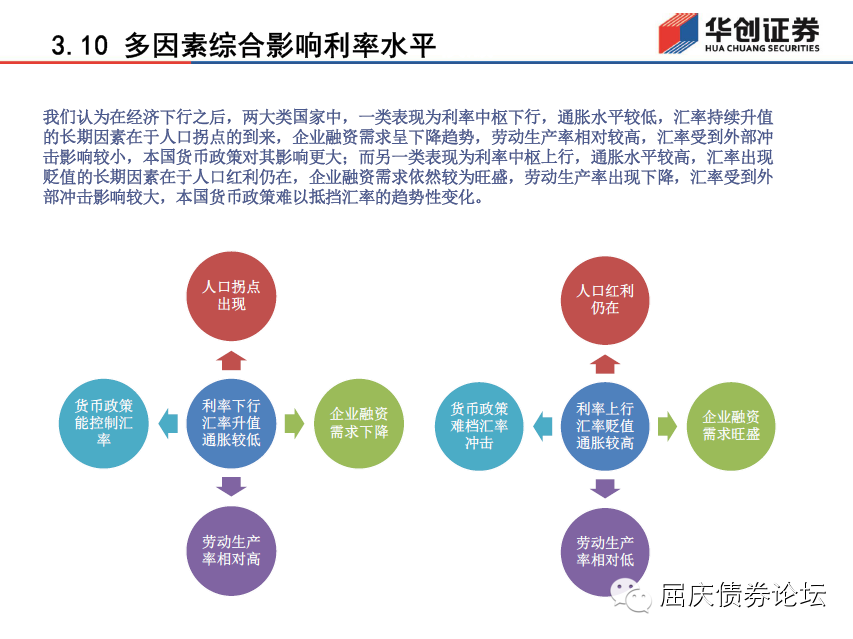 3.10 多因素综合影响利率水平
华创证券
HUA CHUANG SECURITIES
我们认为在经济下行之后，两大类国家中，一类表现为利率中枢下行，通胀水平较低，汇率持续升值
的长期因素在于人口拐点的到来，企业融资需求呈下降趋势，劳动生产率相对较高，汇率受到外部冲
击影响较小，本国货币政策对其影响更大；而另一类表现为利率中枢上行，通胀水平较高，汇率出现
贬值的长期因素在于人口红利仍在，企业融资需求依然较为旺盛，劳动生产率出现下降，汇率受到外
部冲击影响较大，本国货币政策难以抵挡汇率的趋势性变化。
人口拐点
出现
货币政策
能控制汇
率
利率下行
汇率升值
通胀较低
企业融资
需求下降
劳动生产
率相对高
人口红利
仍在
货币政策
难档汇率
冲击
利率上行
汇率贬值
通胀较高
企业融资
需求旺盛
劳动生产
率相对低
屈庆债券论坛